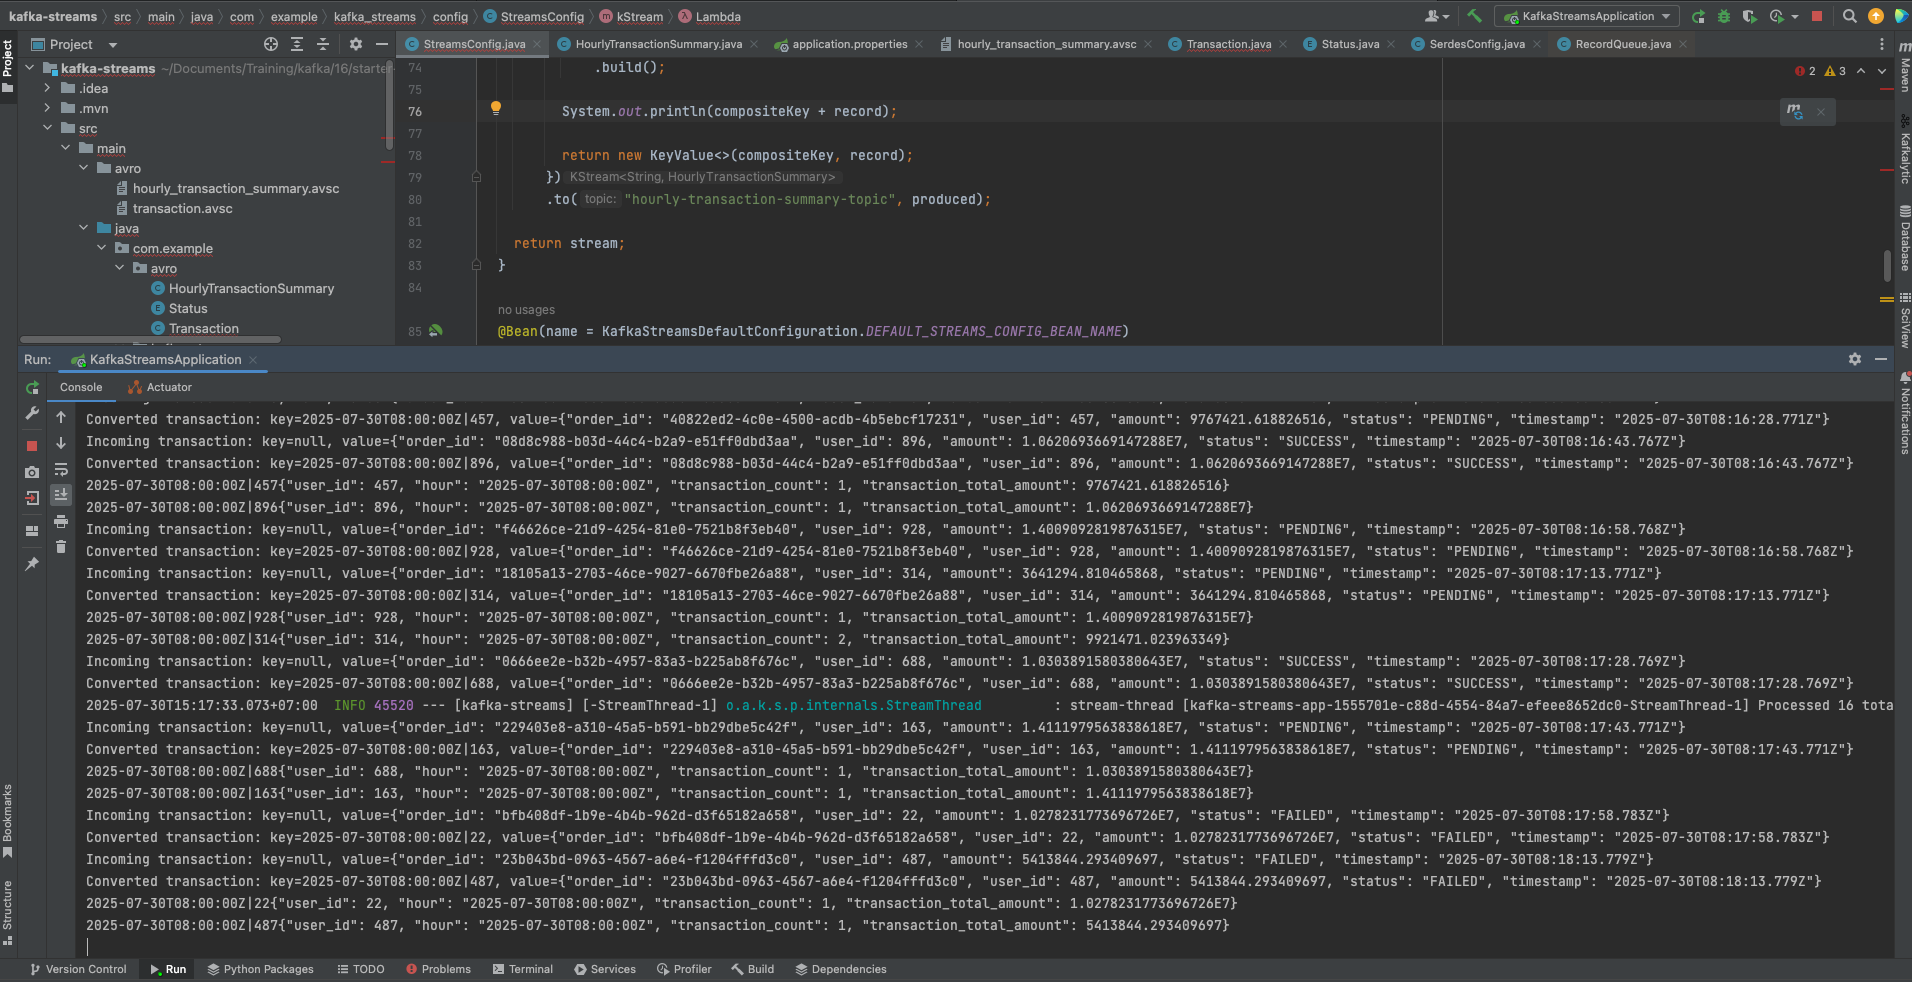 kafka-streams src main java com example kafka_streams config StreamsConfig kStream Lambda
KafkaStreamsApplication
Project
Project
StreamsConfig.java HourlyTransactionSummary.java application.properties hourly_transaction_summary.avsc Transaction.java Status.java SerdesConfig.java RecordQueue.java
kafka-streams ~/Documents/Training/kafka/16/starter
.idea
.mvn
src
main
avro
hourly_transaction_summary.avsc
transaction.avsc
java
com.example
avro
HourlyTransactionSummary
Status
Transaction
2 3
74 .build();
75
76 System.out.println(compositeKey + record);
77
78 return new KeyValue<>(compositeKey, record);
79 }) KStream<String, HourlyTransactionSummary>
80 .to( topic: "hourly-transaction-summary-topic", produced);
81
82 return stream;
83 }
84
no usages
85 @Bean(name = KafkaStreamsDefaultConfiguration.DEFAULT_STREAMS_CONFIG_BEAN_NAME)
Maven
Kafkalytic
Database
SciView
Notifications
Run: KafkaStreamsApplication
Console Actuator
Converted transaction: key=2025-07-30T08:00:00Z|457, value={"order_id": "40822ed2-4c0e-4500-acdb-4b5ebcf17231", "user_id": 457, "amount": 9767421.618826516, "status": "PENDING", "timestamp": "2025-07-30T08:16:28.771Z"}
Incoming transaction: key=null, value={"order_id": "08d8c988-b03d-44c4-b2a9-e51ff0dbd3aa", "user_id": 896, "amount": 1.0620693669147288E7, "status": "SUCCESS", "timestamp": "2025-07-30T08:16:43.767Z"}
Converted transaction: key=2025-07-30T08:00:00Z|896, value={"order_id": "08d8c988-b03d-44c4-b2a9-e51ff0dbd3aa", "user_id": 896, "amount": 1.0620693669147288E7, "status": "SUCCESS", "timestamp": "2025-07-30T08:16:43.767Z"}
2025-07-30T08:00:00Z|457{"user_id": 457, "hour": "2025-07-30T08:00:00Z", "transaction_count": 1, "transaction_total_amount": 9767421.618826516}
2025-07-30T08:00:00Z|896{"user_id": 896, "hour": "2025-07-30T08:00:00Z", "transaction_count": 1, "transaction_total_amount": 1.0620693669147288E7}
Incoming transaction: key=null, value={"order_id": "f46626ce-21d9-4254-81e0-7521b8f3eb40", "user_id": 928, "amount": 1.4009092819876315E7, "status": "PENDING", "timestamp": "2025-07-30T08:16:58.768Z"}
Converted transaction: key=2025-07-30T08:00:00Z|928, value={"order_id": "f46626ce-21d9-4254-81e0-7521b8f3eb40", "user_id": 928, "amount": 1.4009092819876315E7, "status": "PENDING", "timestamp": "2025-07-30T08:16:58.768Z"}
Incoming transaction: key=null, value={"order_id": "18105a13-2703-46ce-9027-6670fbe26a88", "user_id": 314, "amount": 3641294.810465868, "status": "PENDING", "timestamp": "2025-07-30T08:17:13.771Z"}
Converted transaction: key=2025-07-30T08:00:00Z|314, value={"order_id": "18105a13-2703-46ce-9027-6670fbe26a88", "user_id": 314, "amount": 3641294.810465868, "status": "PENDING", "timestamp": "2025-07-30T08:17:13.771Z"}
2025-07-30T08:00:00Z|928{"user_id": 928, "hour": "2025-07-30T08:00:00Z", "transaction_count": 1, "transaction_total_amount": 1.4009092819876315E7}
2025-07-30T08:00:00Z|314{"user_id": 314, "hour": "2025-07-30T08:00:00Z", "transaction_count": 2, "transaction_total_amount": 9921471.023963349}
Incoming transaction: key=null, value={"order_id": "0666ee2e-b32b-4957-83a3-b225ab8f676c", "user_id": 688, "amount": 1.0303891580380643E7, "status": "SUCCESS", "timestamp": "2025-07-30T08:17:28.769Z"}
Converted transaction: key=2025-07-30T08:00:00Z|688, value={"order_id": "0666ee2e-b32b-4957-83a3-b225ab8f676c", "user_id": 688, "amount": 1.0303891580380643E7, "status": "SUCCESS", "timestamp": "2025-07-30T08:17:28.769Z"}
2025-07-30T15:17:33.073+07:00 INFO 45520 --- [kafka-streams] [-StreamThread-1] o.a.k.s.p.internals.StreamThread : stream-thread [kafka-streams-app-1555701e-c88d-4554-84a7-efeee8652dc0-StreamThread-1] Processed 16 tota
Incoming transaction: key=null, value={"order_id": "229403e8-a310-45a5-b591-bb29dbe5c42f", "user_id": 163, "amount": 1.4111979563838618E7, "status": "PENDING", "timestamp": "2025-07-30T08:17:43.771Z"}
Converted transaction: key=2025-07-30T08:00:00Z|163, value={"order_id": "229403e8-a310-45a5-b591-bb29dbe5c42f", "user_id": 163, "amount": 1.4111979563838618E7, "status": "PENDING", "timestamp": "2025-07-30T08:17:43.771Z"}
2025-07-30T08:00:00Z|688{"user_id": 688, "hour": "2025-07-30T08:00:00Z", "transaction_count": 1, "transaction_total_amount": 1.0303891580380643E7}
2025-07-30T08:00:00Z|163{"user_id": 163, "hour": "2025-07-30T08:00:00Z", "transaction_count": 1, "transaction_total_amount": 1.4111979563838618E7}
Incoming transaction: key=null, value={"order_id": "bfb408df-1b9e-4b4b-962d-d3f65182a658", "user_id": 22, "amount": 1.0278231773696726E7, "status": "FAILED", "timestamp": "2025-07-30T08:17:58.783Z"}
Converted transaction: key=2025-07-30T08:00:00Z|22, value={"order_id": "bfb408df-1b9e-4b4b-962d-d3f65182a658", "user_id": 22, "amount": 1.0278231773696726E7, "status": "FAILED", "timestamp": "2025-07-30T08:17:58.783Z"}
Incoming transaction: key=null, value={"order_id": "23b043bd-0963-4567-a6e4-f1204fffd3c0", "user_id": 487, "amount": 5413844.293409697, "status": "FAILED", "timestamp": "2025-07-30T08:18:13.779Z"}
Converted transaction: key=2025-07-30T08:00:00Z|487, value={"order_id": "23b043bd-0963-4567-a6e4-f1204fffd3c0", "user_id": 487, "amount": 5413844.293409697, "status": "FAILED", "timestamp": "2025-07-30T08:18:13.779Z"}
2025-07-30T08:00:00Z|22{"user_id": 22, "hour": "2025-07-30T08:00:00Z", "transaction_count": 1, "transaction_total_amount": 1.0278231773696726E7}
2025-07-30T08:00:00Z|487{"user_id": 487, "hour": "2025-07-30T08:00:00Z", "transaction_count": 1, "transaction_total_amount": 5413844.293409697}
Bookmarks
Structure
Version Control Run Python Packages TODO Problems Terminal Services Profiler Build Dependencies